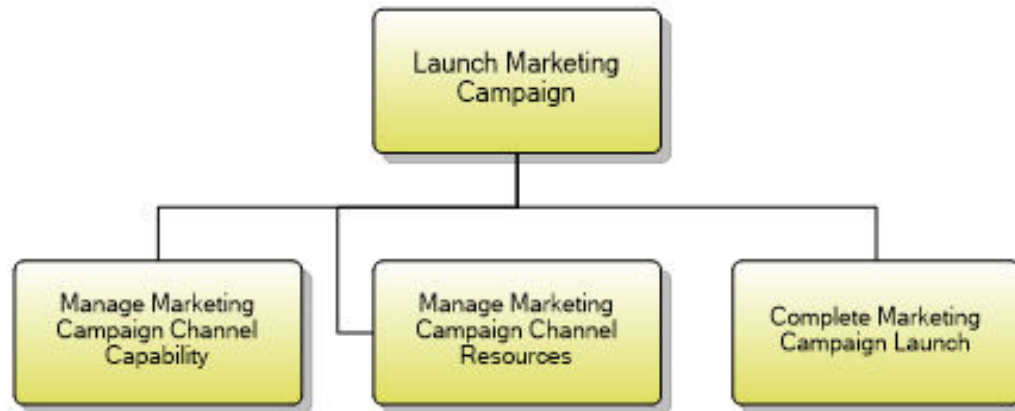 Launch Marketing
Campaign
Manage Marketing
Campaign Channel
Capability
Manage Marketing
Campaign Channel
Resources
Complete Marketing
Campaign Launch